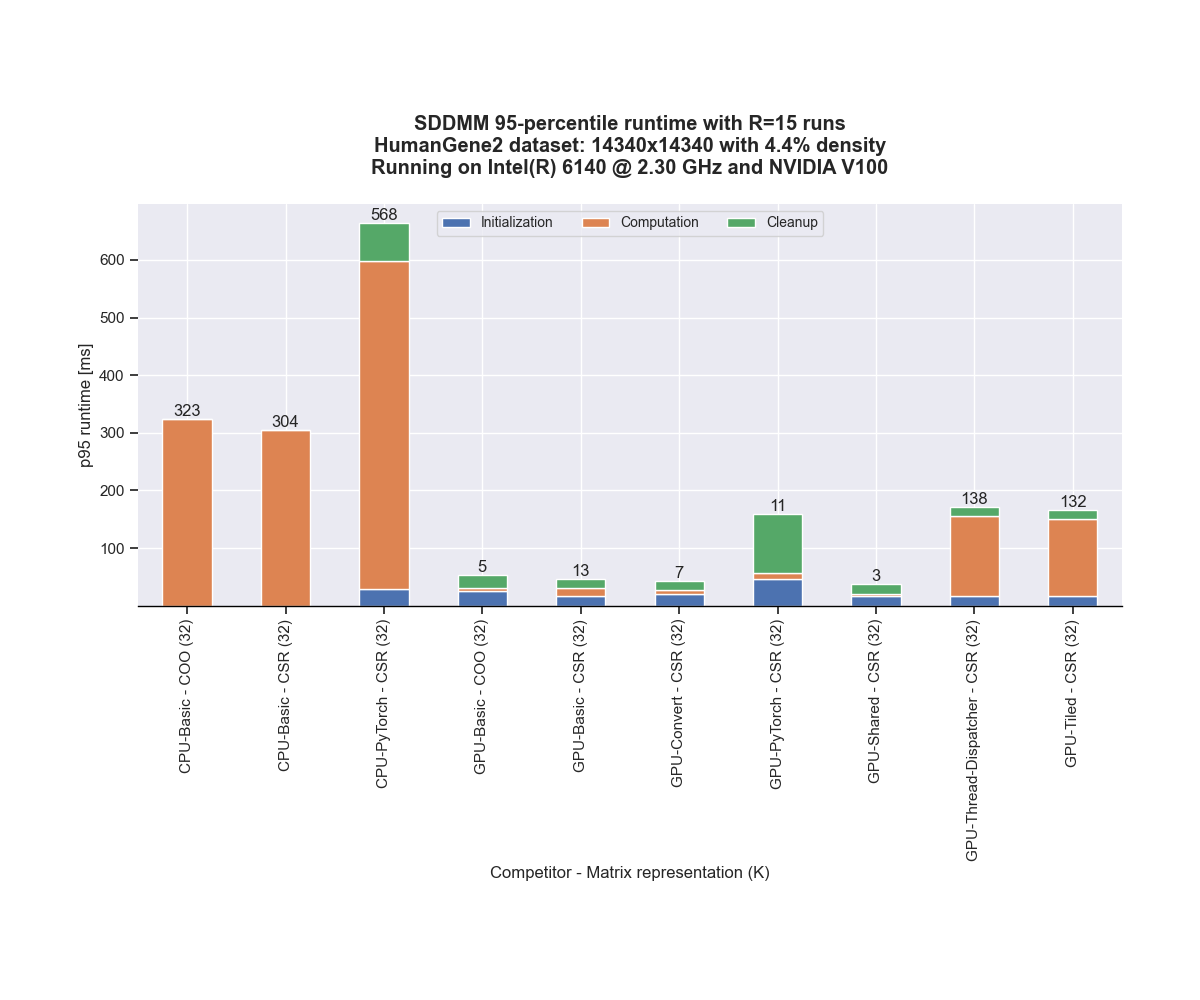 SDDMM 95-percentile runtime with R=15 runs
HumanGene2 dataset: 14340x14340 with 4.4% density
Running on Intel(R) 6140 @ 2.30 GHz and NVIDIA V100
Initialization
Computation
Cleanup
p95 runtime [ms]
600
500
400
300
200
100
323
304
568
5
13
7
11
3
138
132
CPU-Basic - COO (32)
CPU-Basic - CSR (32)
CPU-PyTorch - CSR (32)
GPU-Basic - COO (32)
GPU-Basic - CSR (32)
GPU-Convert - CSR (32)
GPU-PyTorch - CSR (32)
GPU-Shared - CSR (32)
GPU-Thread-Dispatcher - CSR (32)
GPU-Tiled - CSR (32)
Competitor - Matrix representation (K)